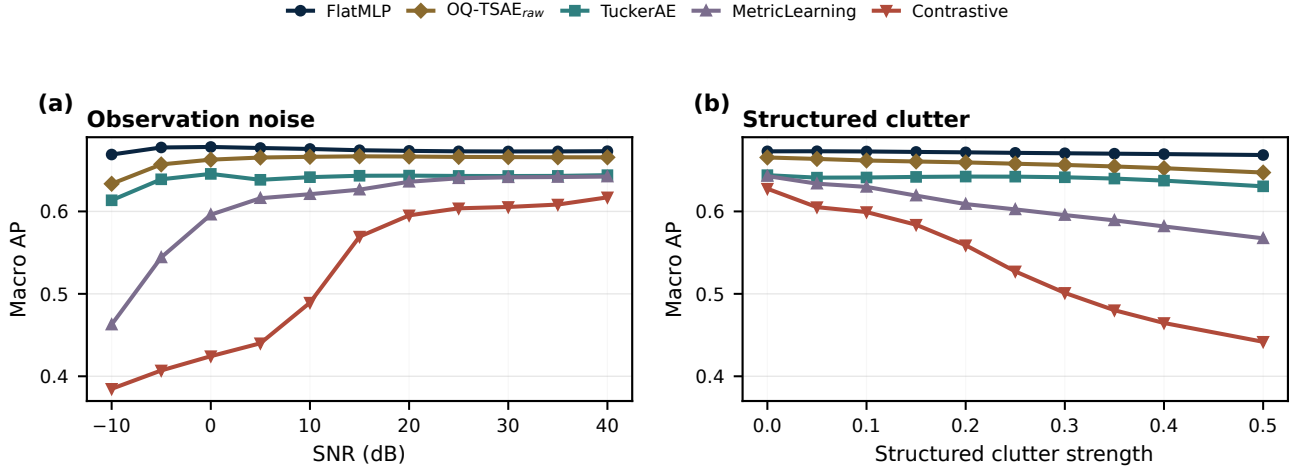 FlatMLP OQ-TSAE_raw TuckerAE MetricLearning Contrastive
(a) Observation noise
Macro AP
0.6
0.5
0.4
−10 0 10 20 30 40
SNR (dB)
(b) Structured clutter
Macro AP
0.6
0.5
0.4
0.0 0.1 0.2 0.3 0.4 0.5
Structured clutter strength